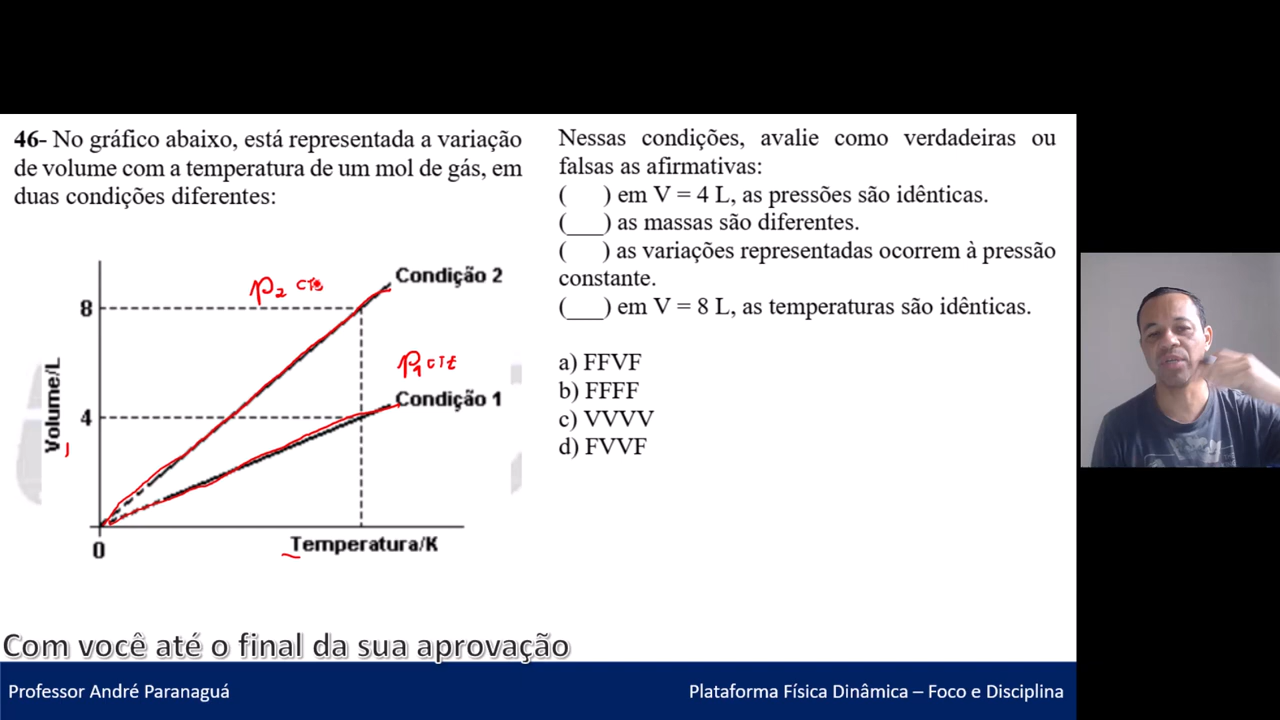 46- No gráfico abaixo, está representada a variação
de volume com a temperatura de um mol de gás, em
duas condições diferentes:
p₂ cte
Condição 2
8
p₁ cte
Condição 1
4
Volume/L
0
Temperatura/K
Nessas condições, avalie como verdadeiras ou
falsas as afirmativas:
(   ) em V = 4 L, as pressões são idênticas.
(___) as massas são diferentes.
(   ) as variações representadas ocorrem à pressão
constante.
(___) em V = 8 L, as temperaturas são idênticas.
a) FFVF
b) FFFF
c) VVVV
d) FVVF
Com você até o final da sua aprovação
Professor André Paranaguá
Plataforma Física Dinâmica – Foco e Disciplina